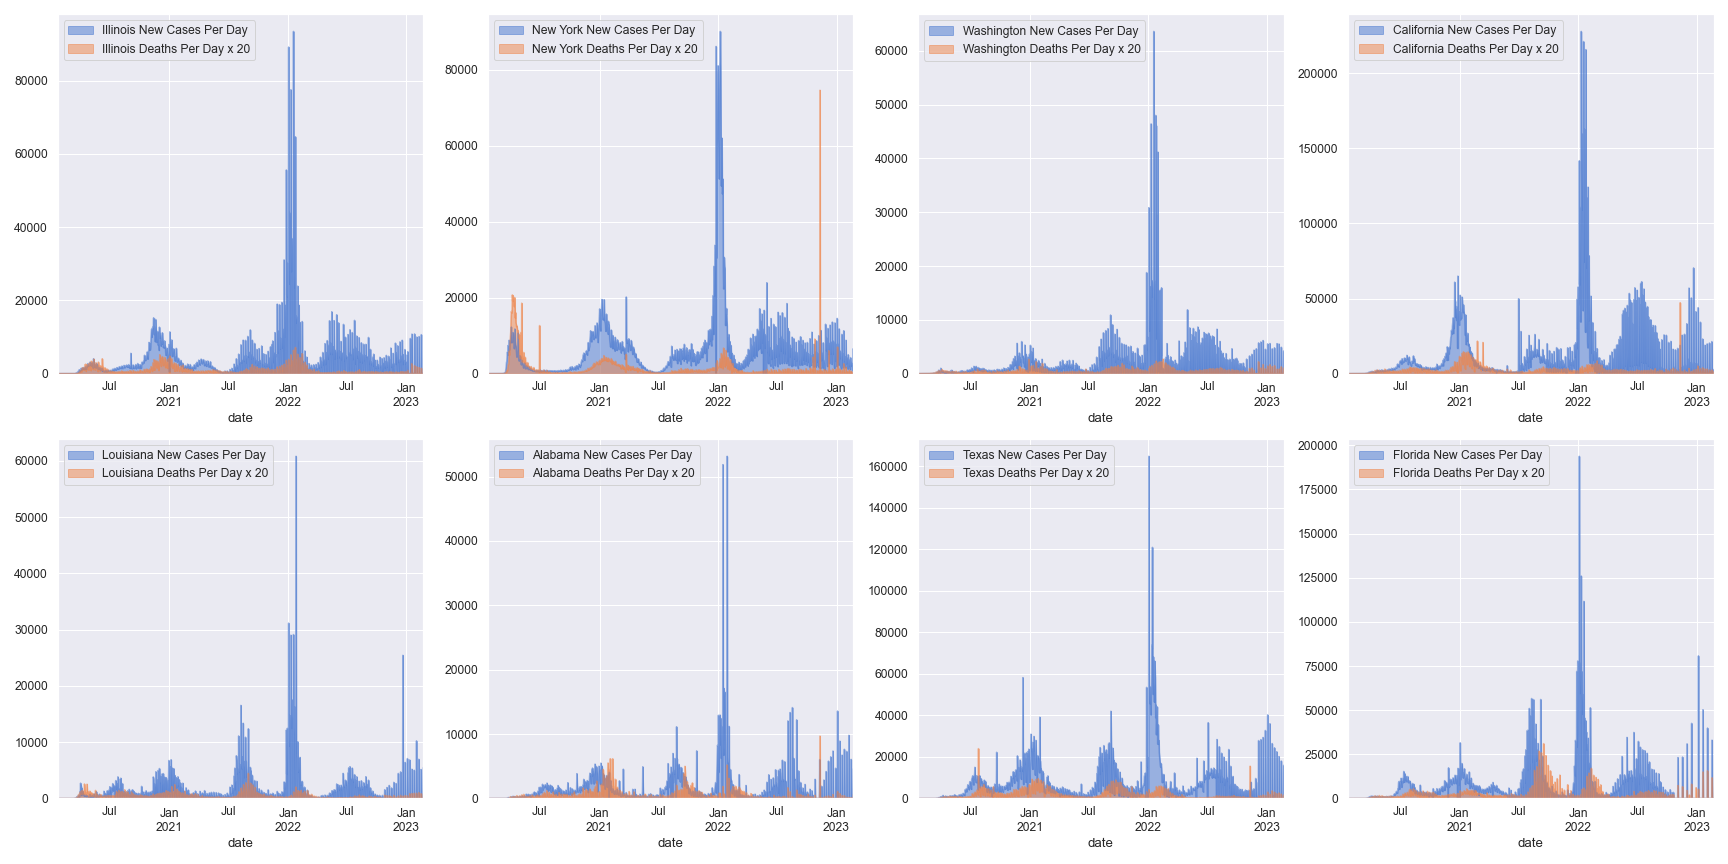 Illinois New Cases Per Day
Illinois Deaths Per Day x 20
80000
60000
40000
20000
0
Jul
Jan
2021
Jul
Jan
2022
Jul
Jan
2023
date
New York New Cases Per Day
New York Deaths Per Day x 20
80000
60000
40000
20000
0
Jul
Jan
2021
Jul
Jan
2022
Jul
Jan
2023
date
Washington New Cases Per Day
Washington Deaths Per Day x 20
60000
50000
40000
30000
20000
10000
0
Jul
Jan
2021
Jul
Jan
2022
Jul
Jan
2023
date
California New Cases Per Day
California Deaths Per Day x 20
200000
150000
100000
50000
0
Jul
Jan
2021
Jul
Jan
2022
Jul
Jan
2023
date
Louisiana New Cases Per Day
Louisiana Deaths Per Day x 20
60000
50000
40000
30000
20000
10000
0
Jul
Jan
2021
Jul
Jan
2022
Jul
Jan
2023
date
Alabama New Cases Per Day
Alabama Deaths Per Day x 20
50000
40000
30000
20000
10000
0
Jul
Jan
2021
Jul
Jan
2022
Jul
Jan
2023
date
Texas New Cases Per Day
Texas Deaths Per Day x 20
160000
140000
120000
100000
80000
60000
40000
20000
0
Jul
Jan
2021
Jul
Jan
2022
Jul
Jan
2023
date
Florida New Cases Per Day
Florida Deaths Per Day x 20
200000
175000
150000
125000
100000
75000
50000
25000
0
Jul
Jan
2021
Jul
Jan
2022
Jul
Jan
2023
date